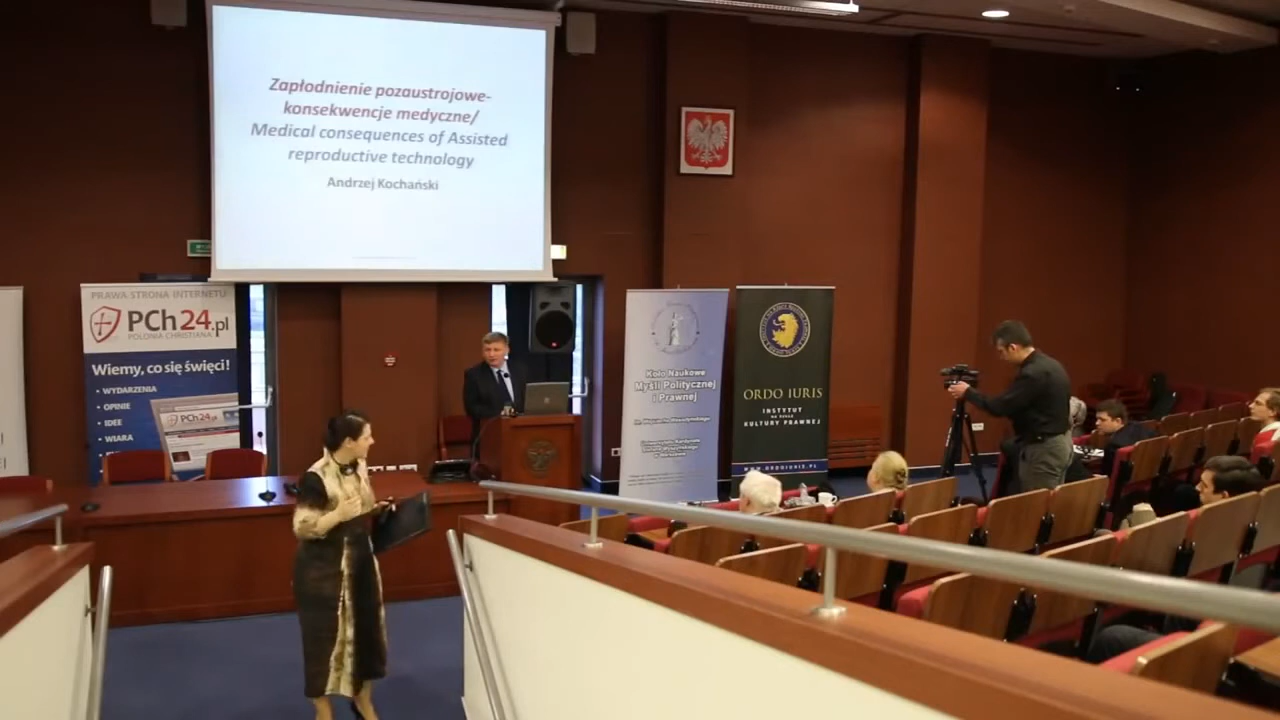 Zapłodnienie pozaustrojowe-
konsekwencje medyczne/
Medical consequences of Assisted
reproductive technology
Andrzej Kochański
PRAWA STRONA INTERNETU
PCh24.pl
POLONIA CHRISTIANA
Wiemy, co się święci!
• WYDARZENIA
• OPINIE
• IDEE
• WIARA
PCh24.pl
Koło Naukowe
Myśli Politycznej
i Prawnej
ORDO IURIS
INSTYTUT
NA RZECZ
KULTURY PRAWNEJ
WWW.ORDOIURIS.PL